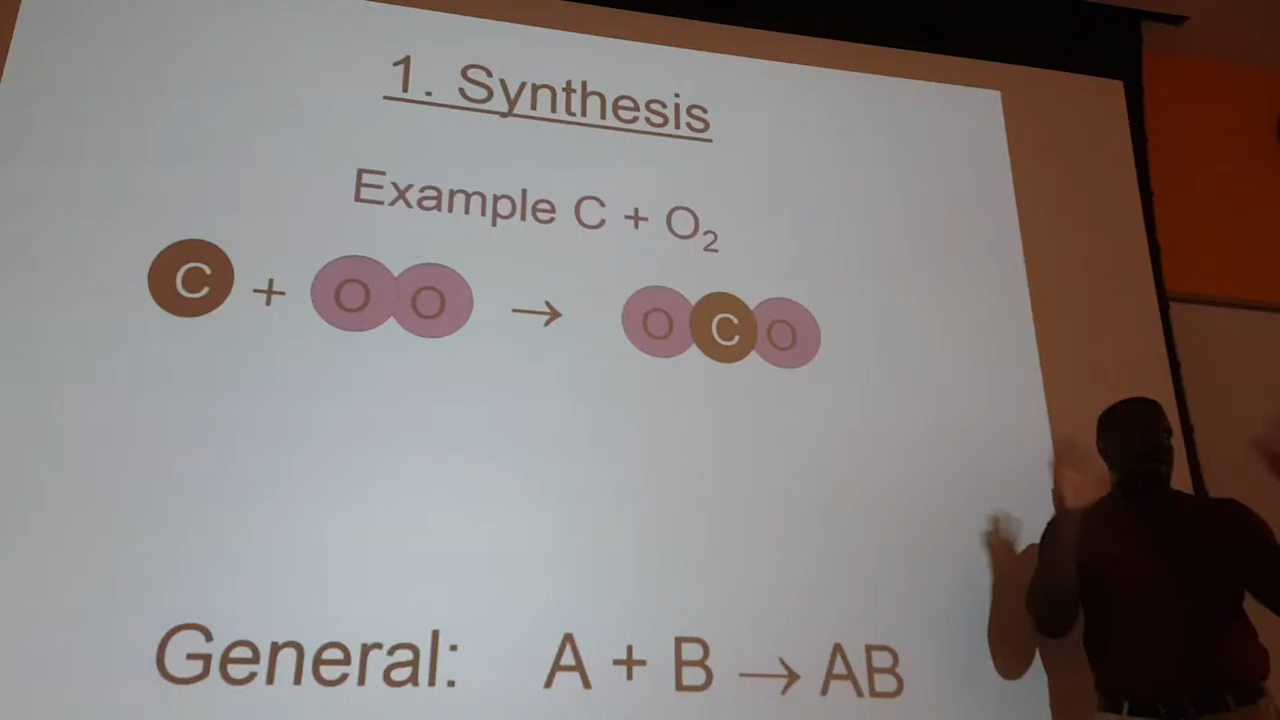 1. Synthesis
Example C + O₂
C + O O → O C O
General: A + B → AB